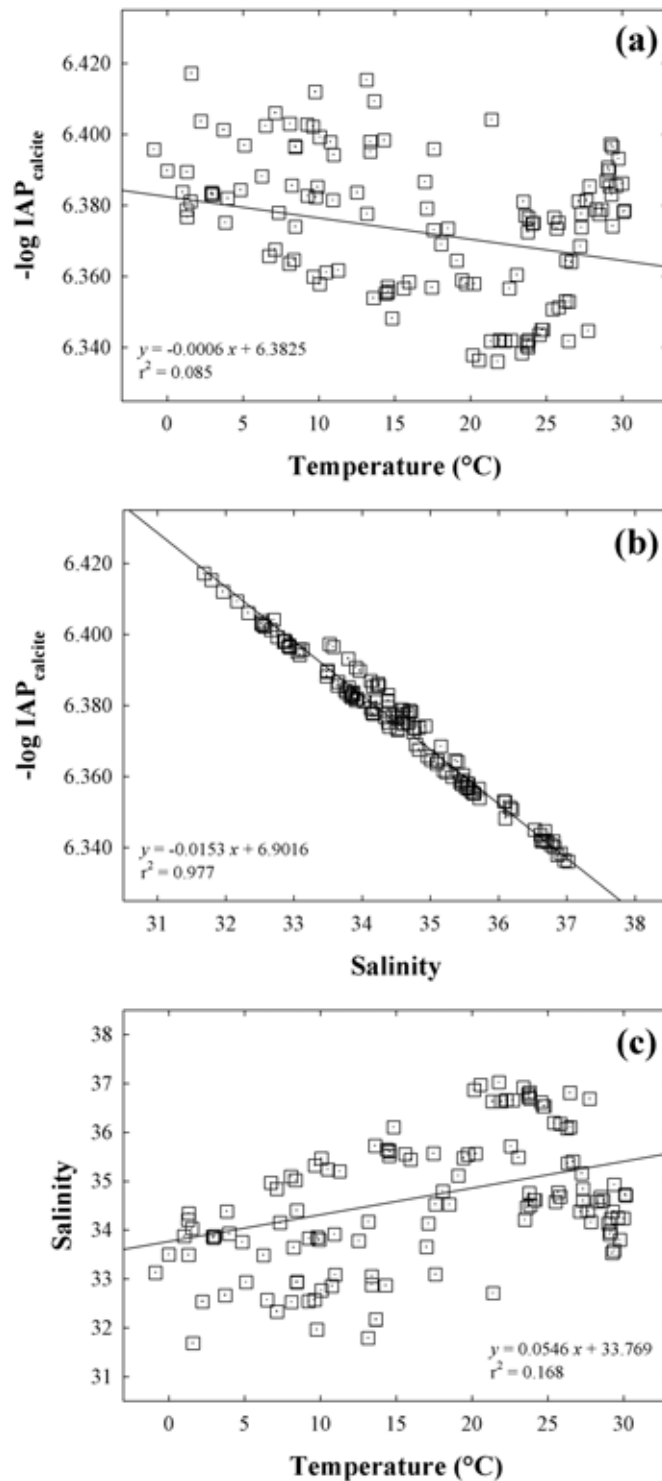 (a)
6.420
6.400
6.380
6.360
6.340
-log IAPcalcite
y = -0.0006 x + 6.3825
r² = 0.085
0 5 10 15 20 25 30
Temperature (°C)
(b)
6.420
6.400
6.380
6.360
6.340
-log IAPcalcite
y = -0.0153 x + 6.9016
r² = 0.977
31 32 33 34 35 36 37 38
Salinity
(c)
38
37
36
35
34
33
32
31
Salinity
y = 0.0546 x + 33.769
r² = 0.168
0 5 10 15 20 25 30
Temperature (°C)